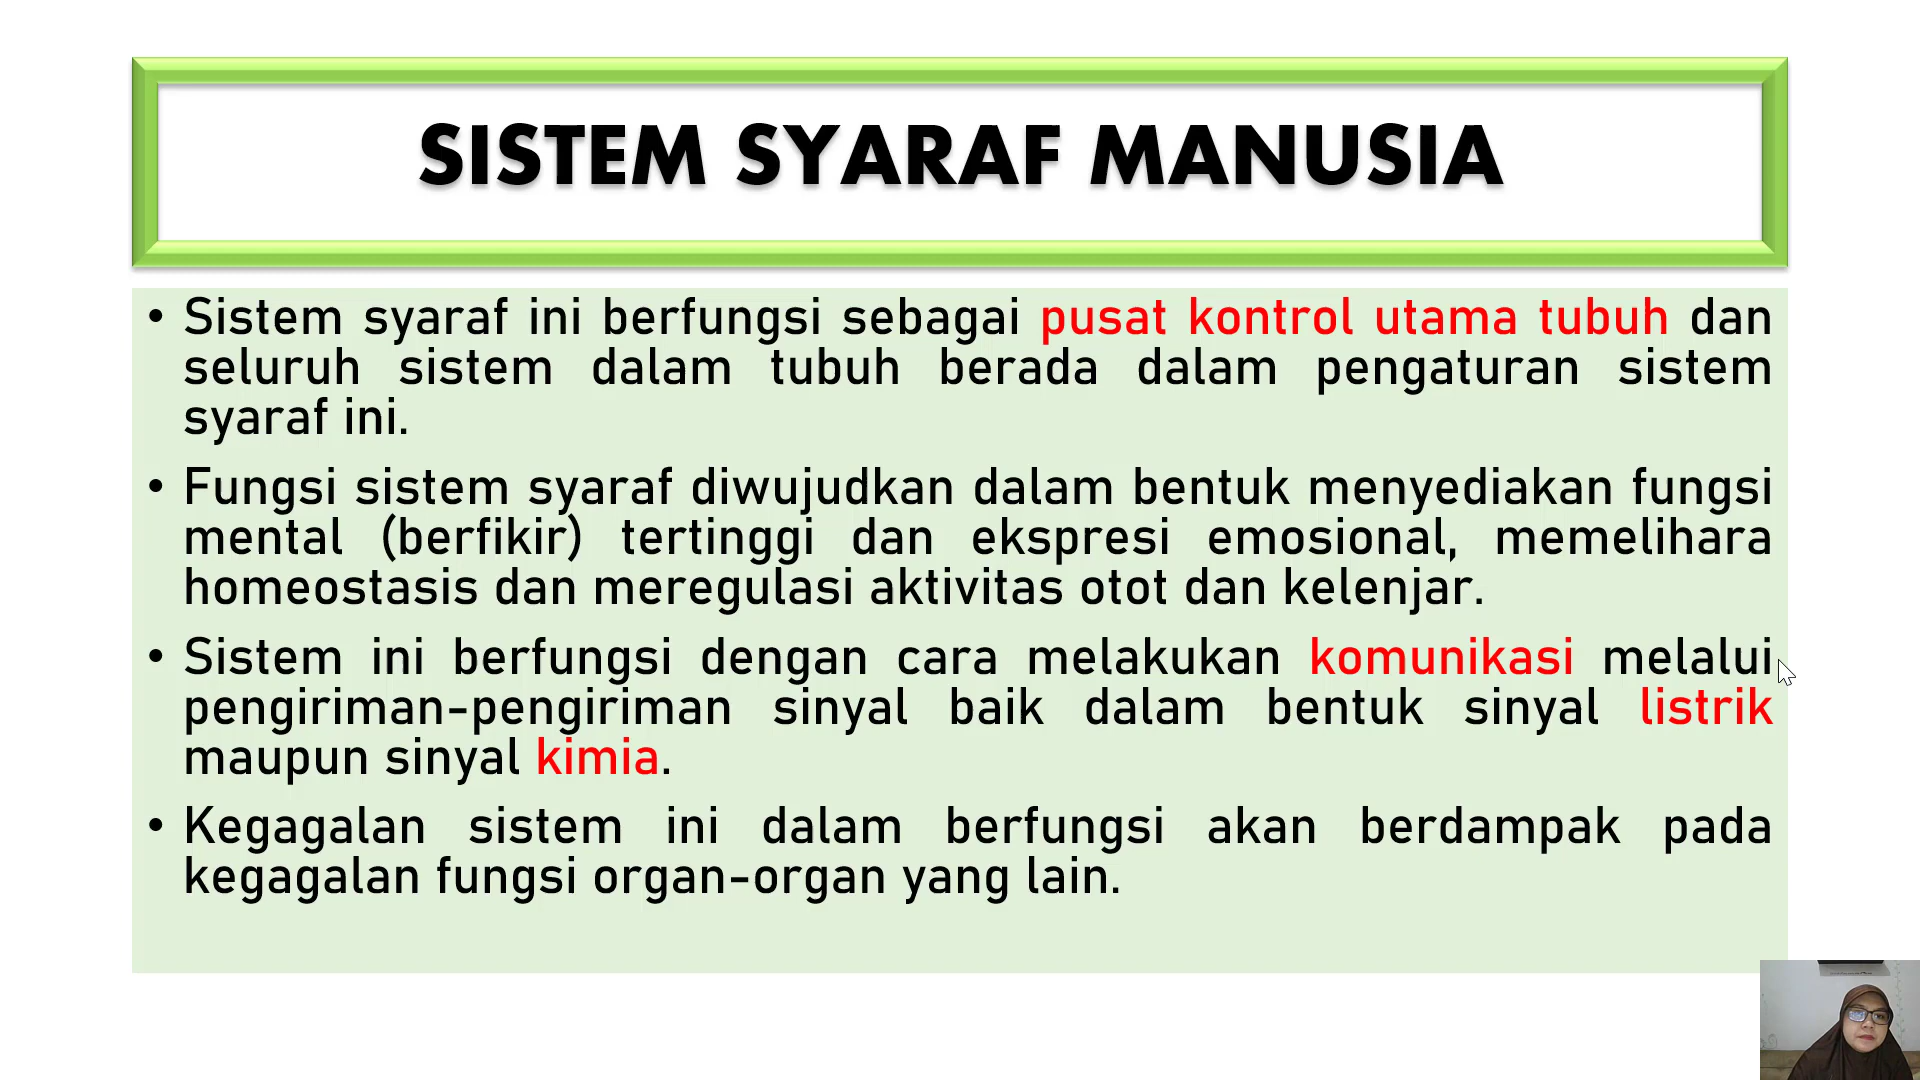 SISTEM SYARAF MANUSIA
• Sistem syaraf ini berfungsi sebagai pusat kontrol utama tubuh dan
seluruh sistem dalam tubuh berada dalam pengaturan sistem
syaraf ini.
• Fungsi sistem syaraf diwujudkan dalam bentuk menyediakan fungsi
mental (berfikir) tertinggi dan ekspresi emosional, memelihara
homeostasis dan meregulasi aktivitas otot dan kelenjar.
• Sistem ini berfungsi dengan cara melakukan komunikasi melalui
pengiriman-pengiriman sinyal baik dalam bentuk sinyal listrik
maupun sinyal kimia.
• Kegagalan sistem ini dalam berfungsi akan berdampak pada
kegagalan fungsi organ-organ yang lain.